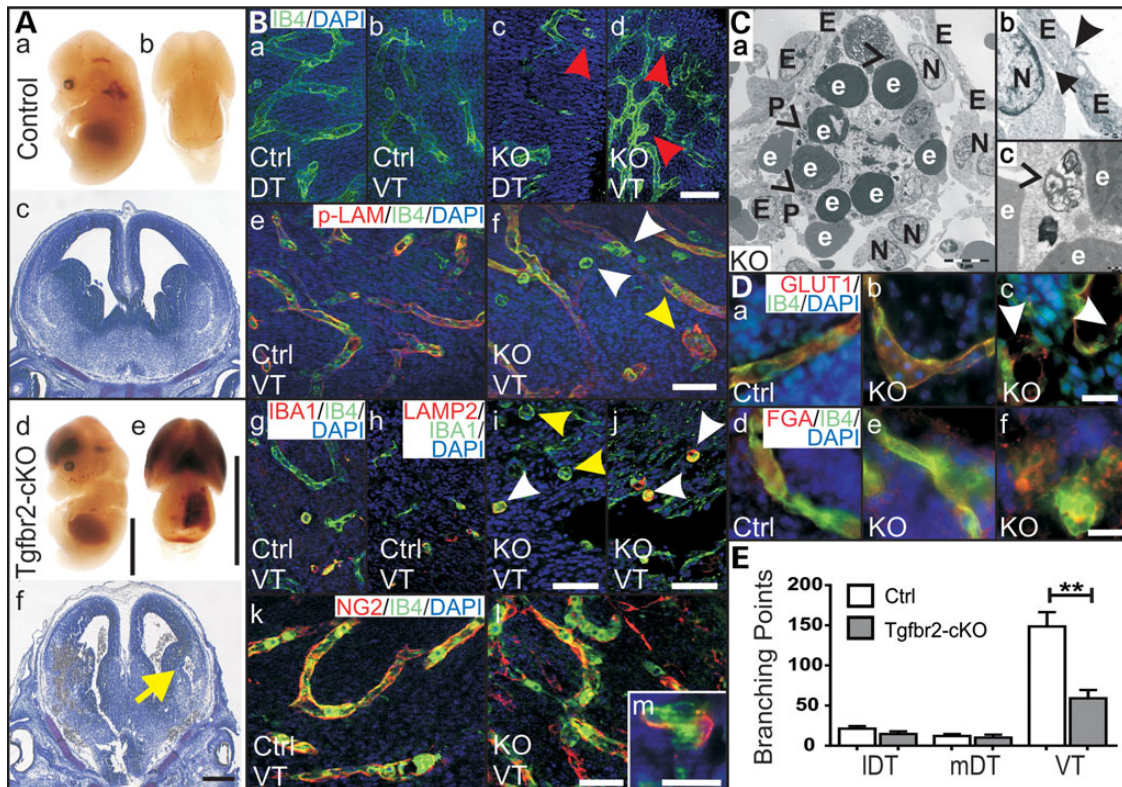 A
a
b
Control
c
d
e
Tgfbr2-cKO
f
B
IB4/DAPI
a
b
c
d
Ctrl
DT
Ctrl
VT
KO
DT
KO
VT
p-LAM/IB4/DAPI
e
f
Ctrl
VT
KO
VT
IBA1/IB4/
DAPI
LAMP2/
IBA1/
DAPI
g
h
i
j
Ctrl
VT
Ctrl
VT
KO
VT
KO
VT
NG2/IB4/DAPI
k
l
m
Ctrl
VT
KO
VT
C
a
E
E
E
E
E
P
P
N
N
N
e
e
e
e
e
e
e
e
KO
b
E
E
N
c
e
e
e
D
GLUT1/
IB4/DAPI
a
b
c
Ctrl
KO
KO
FGA/IB4/
DAPI
d
e
f
Ctrl
KO
KO
E
Branching Points
200
150
100
50
0
Ctrl
Tgfbr2-cKO
**
lDT
mDT
VT